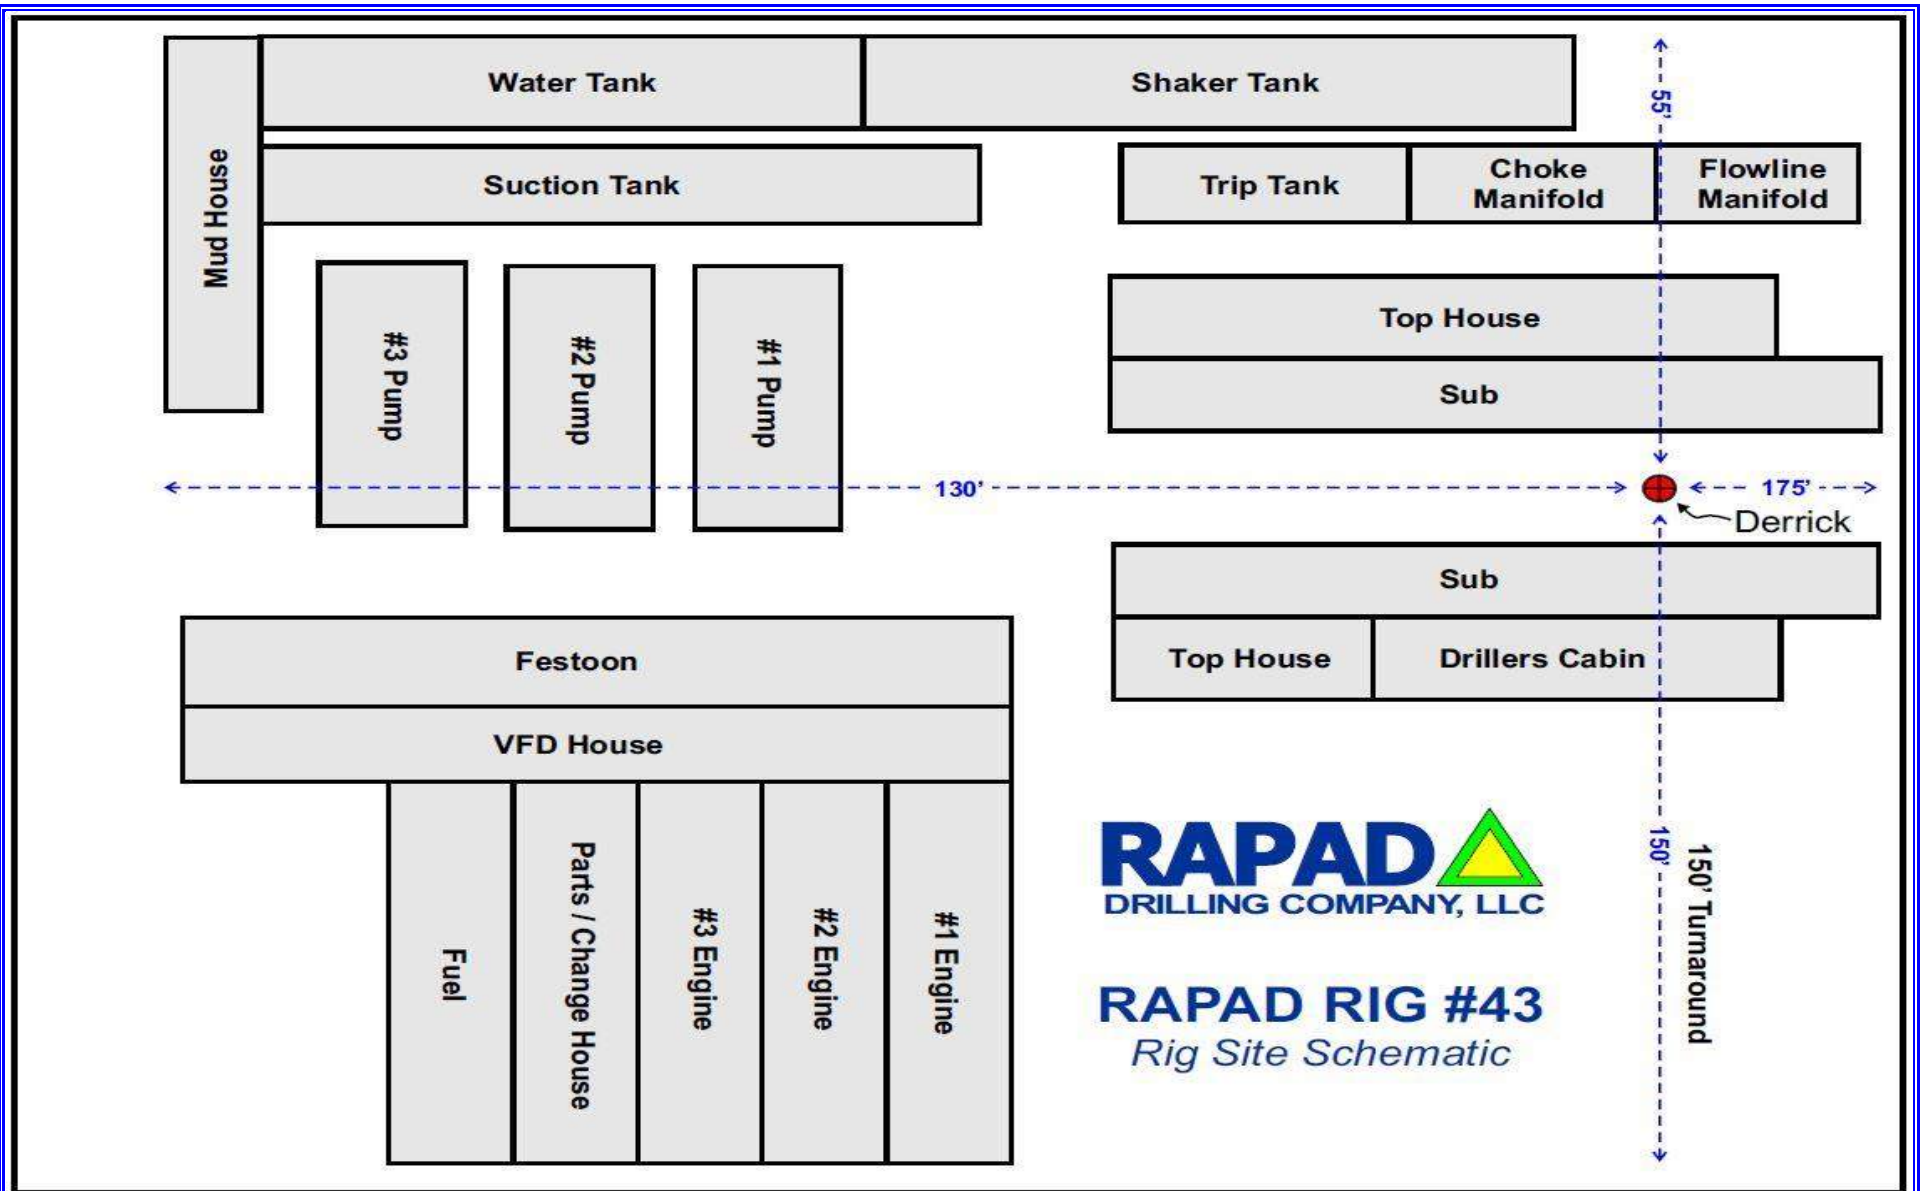 Water Tank
Shaker Tank
55'
Mud House
Suction Tank
Trip Tank
Choke
Manifold
Flowline
Manifold
#3 Pump
#2 Pump
#1 Pump
Top House
Sub
130'
175'
Derrick
Sub
Festoon
Top House
Drillers Cabin
VFD House
Fuel
Parts / Change House
#3 Engine
#2 Engine
#1 Engine
RAPAD
DRILLING COMPANY, LLC
150'
150' Turnaround
RAPAD RIG #43
Rig Site Schematic